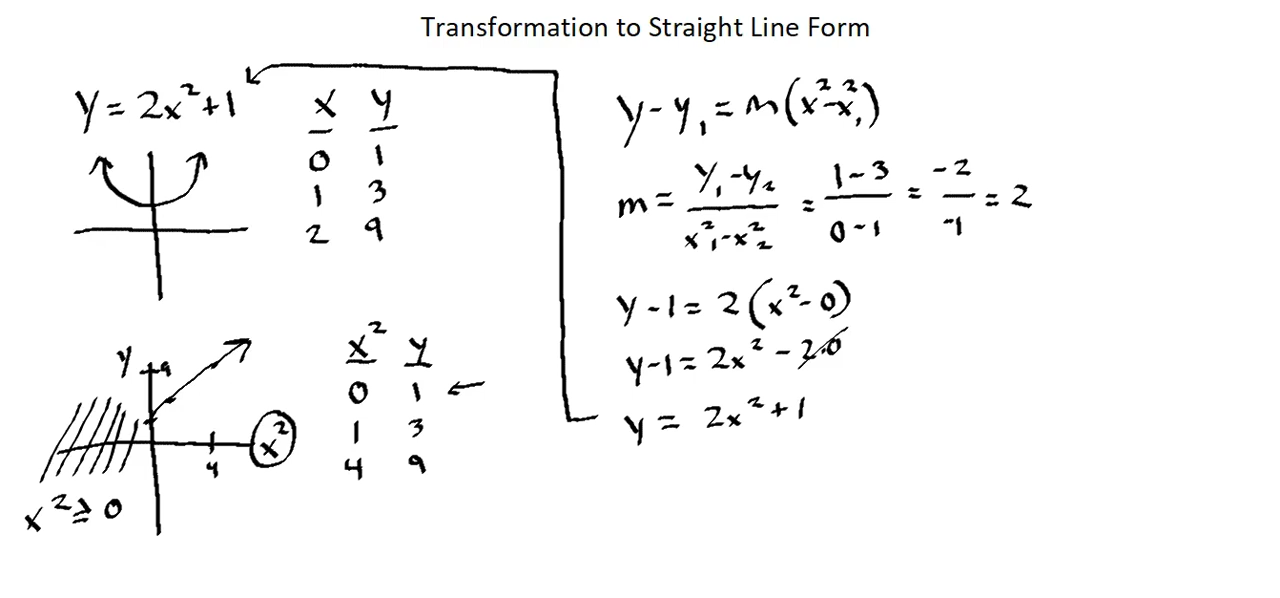 Transformation to Straight Line Form
y = 2x² + 1
x y
0 1
1 3
2 9
y 9
4
x²
x² ≥ 0
x² y
0 1
1 3
4 9
y - y₁ = m(x² - x₁²)
m = (y₁ - y₂)/(x₁² - x₂²) = (1 - 3)/(0 - 1) = -2/-1 = 2
y - 1 = 2(x² - 0)
y - 1 = 2x² - 2·0
y = 2x² + 1